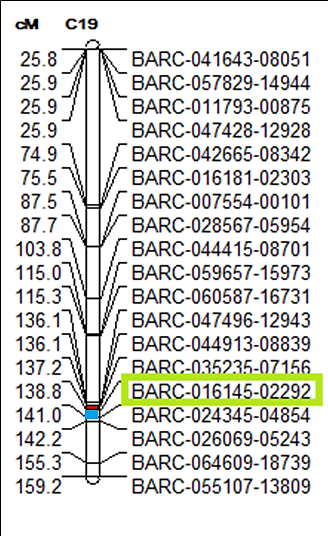 cM C19
25.8 BARC-041643-08051
25.9 BARC-057829-14944
25.9 BARC-011793-00875
25.9 BARC-047428-12928
74.9 BARC-042665-08342
75.5 BARC-016181-02303
87.5 BARC-007554-00101
87.7 BARC-028567-05954
103.8 BARC-044415-08701
115.0 BARC-059657-15973
115.3 BARC-060587-16731
136.1 BARC-047496-12943
136.1 BARC-044913-08839
137.2 BARC-035235-07156
138.8 BARC-016145-02292
141.0 BARC-024345-04854
142.2 BARC-026069-05243
155.3 BARC-064609-18739
159.2 BARC-055107-13809